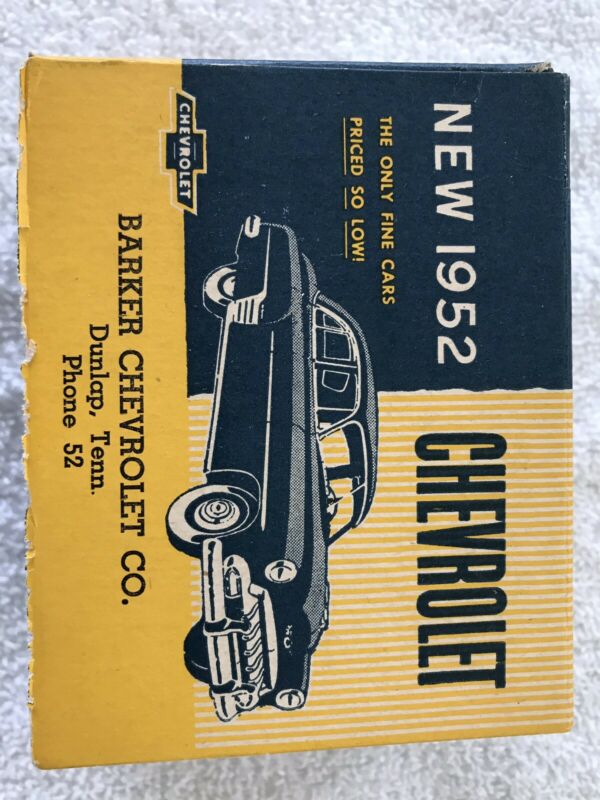 NEW 1952
CHEVROLET
THE ONLY FINE CARS
PRICED SO LOW!
CHEVROLET
BARKER CHEVROLET CO.
Dunlap, Tenn.
Phone 52